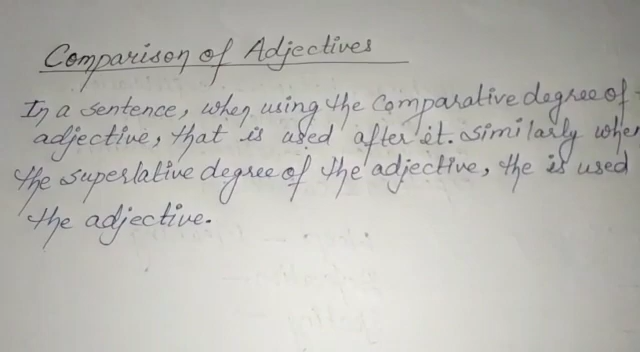 Comparison of Adjectives
In a sentence, when using the comparative degree of
adjective, that is used after it. Similarly when
the superlative degree of the adjective, the is used
the adjective.